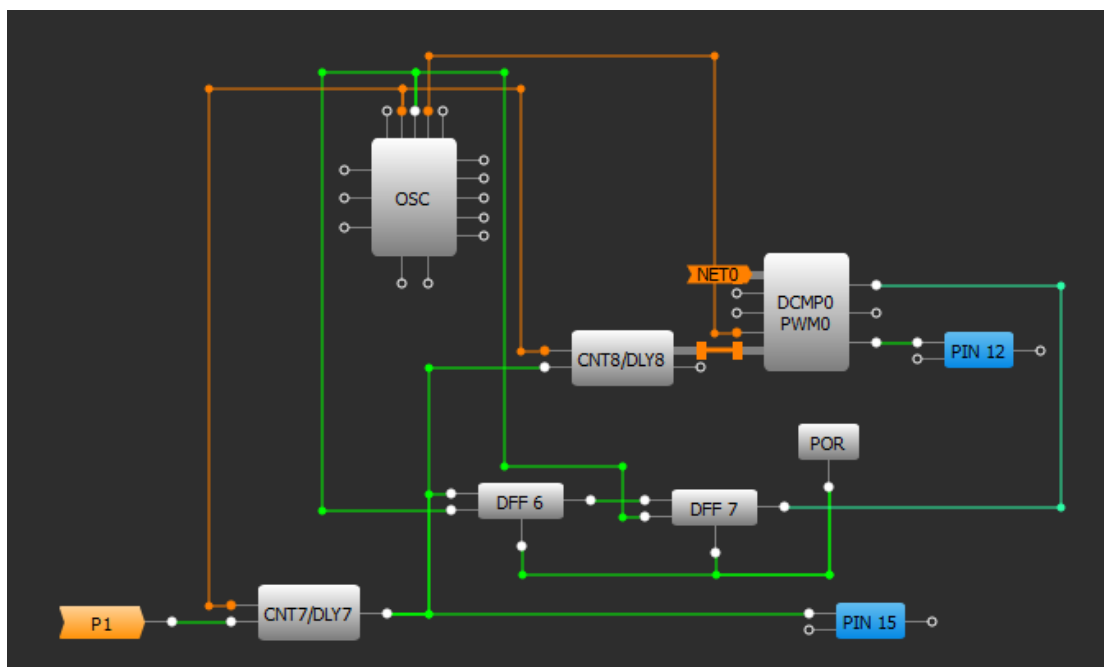 OSC
NET0
DCMP0
PWM0
CNT8/DLY8
PIN 12
POR
DFF 6
DFF 7
CNT7/DLY7
P1
PIN 15